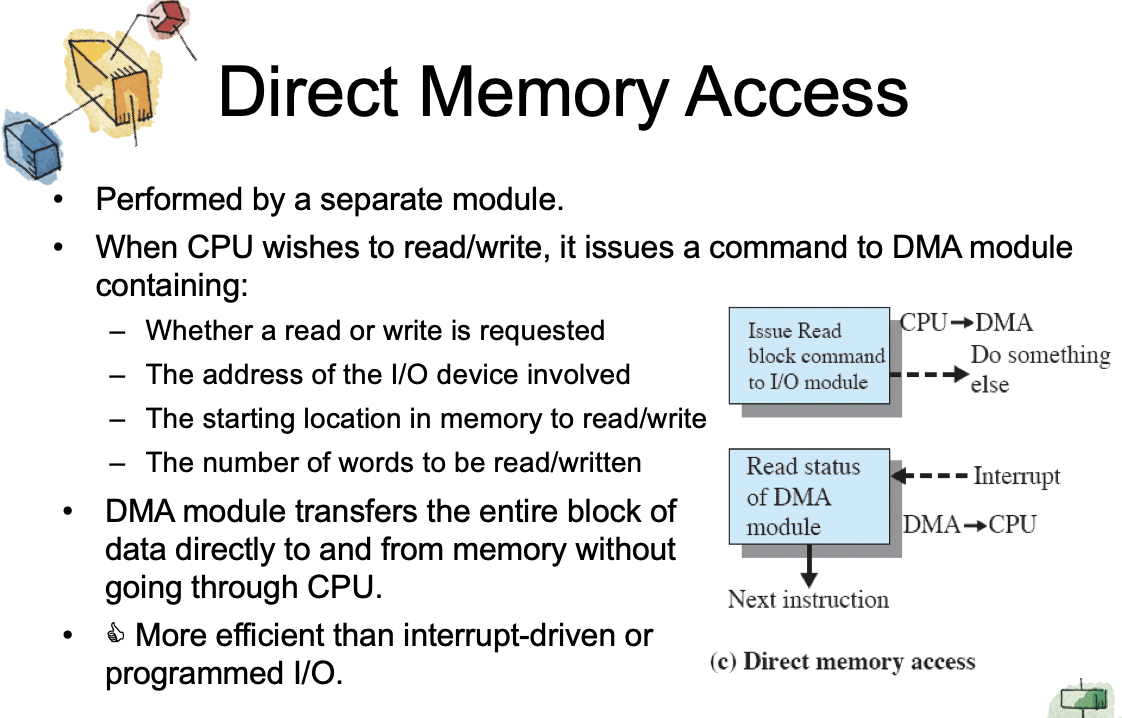 Direct Memory Access
• Performed by a separate module.
• When CPU wishes to read/write, it issues a command to DMA module
containing:
– Whether a read or write is requested
– The address of the I/O device involved
– The starting location in memory to read/write
– The number of words to be read/written
• DMA module transfers the entire block of
data directly to and from memory without
going through CPU.
• 👍 More efficient than interrupt-driven or
programmed I/O.
Issue Read
block command
to I/O module
CPU→DMA
Do something
else
Read status
of DMA
module
Interrupt
DMA→CPU
Next instruction
(c) Direct memory access